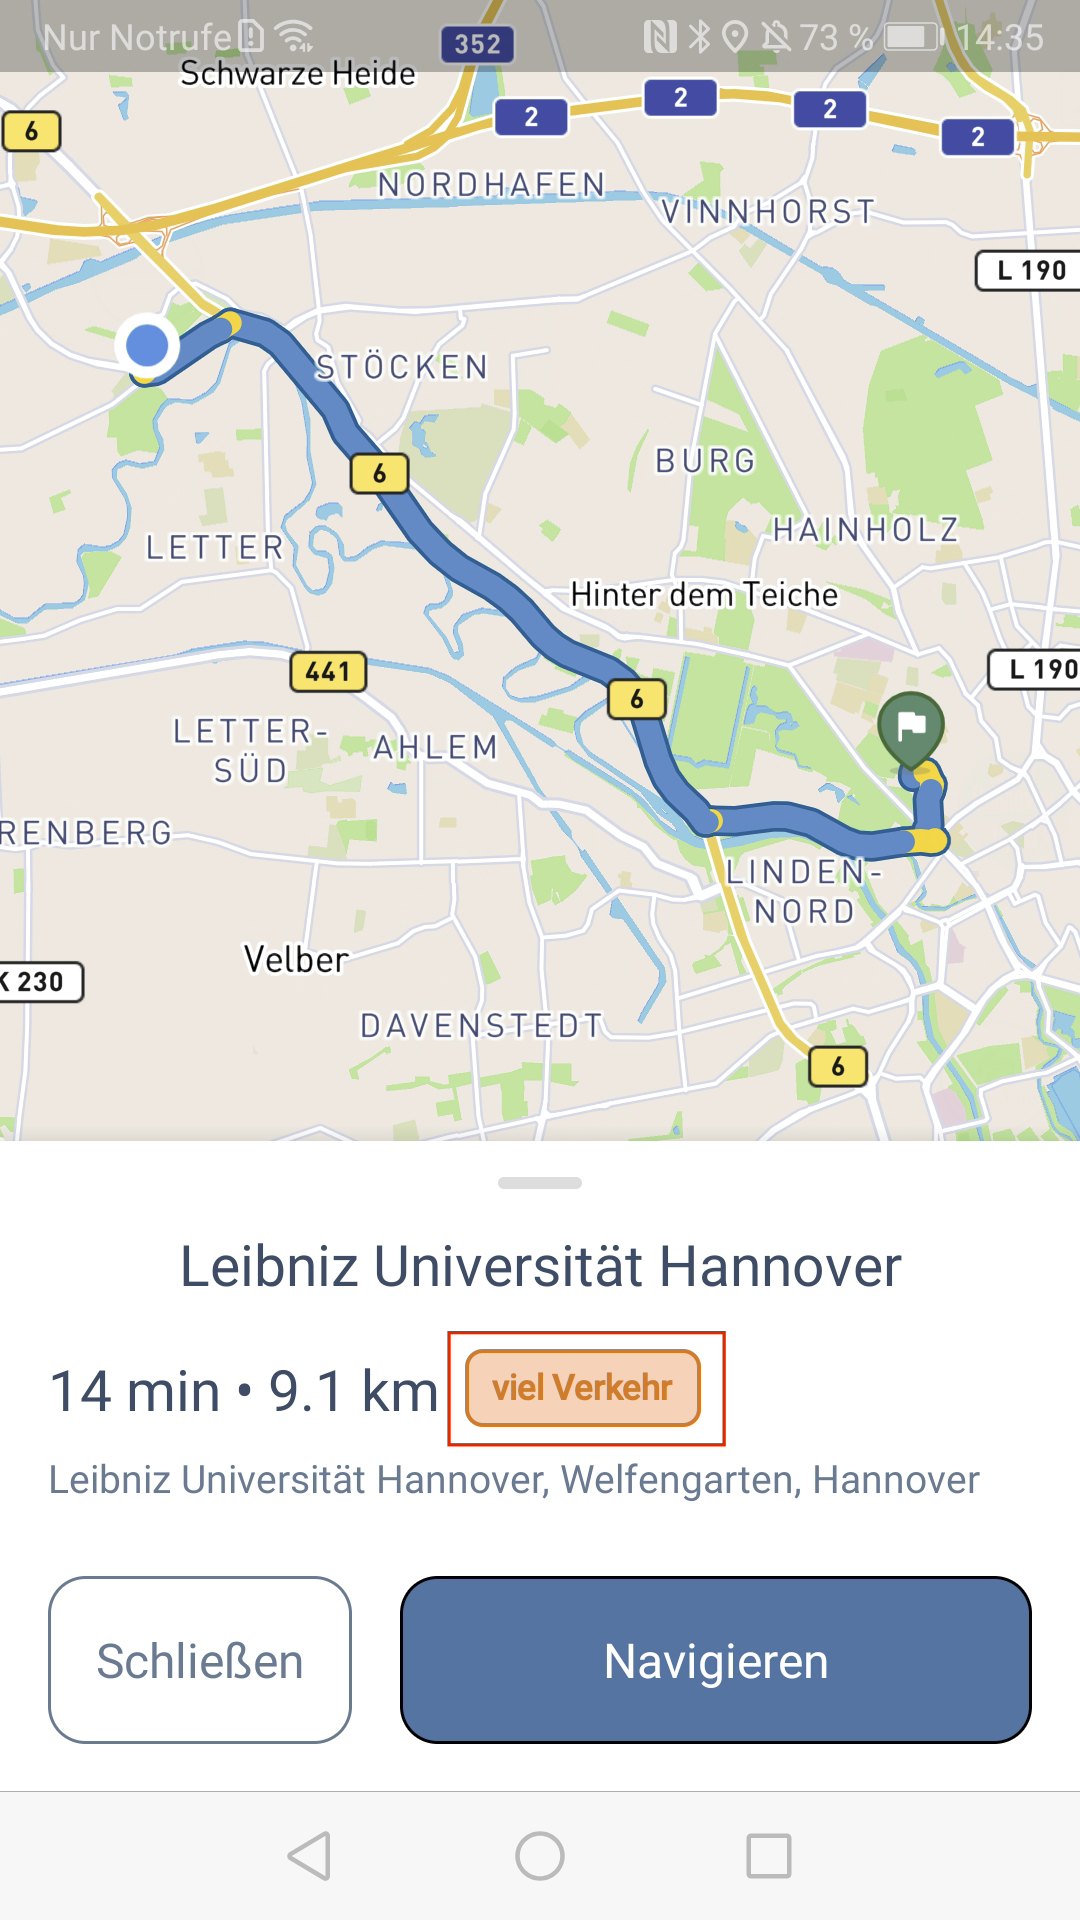 Nur Notrufe 73 % 14:35
Schwarze Heide
352
2
2
2
2
6
NORDHAFEN
VINNHORST
L 190
STÖCKEN
BURG
6
HAINHOLZ
LETTER
Hinter dem Teiche
441
L 190
6
LETTER-
SÜD
AHLEM
RENBERG
LINDEN-
NORD
Velber
K 230
DAVENSTEDT
6
Leibniz Universität Hannover
14 min • 9.1 km viel Verkehr
Leibniz Universität Hannover, Welfengarten, Hannover
Schließen
Navigieren